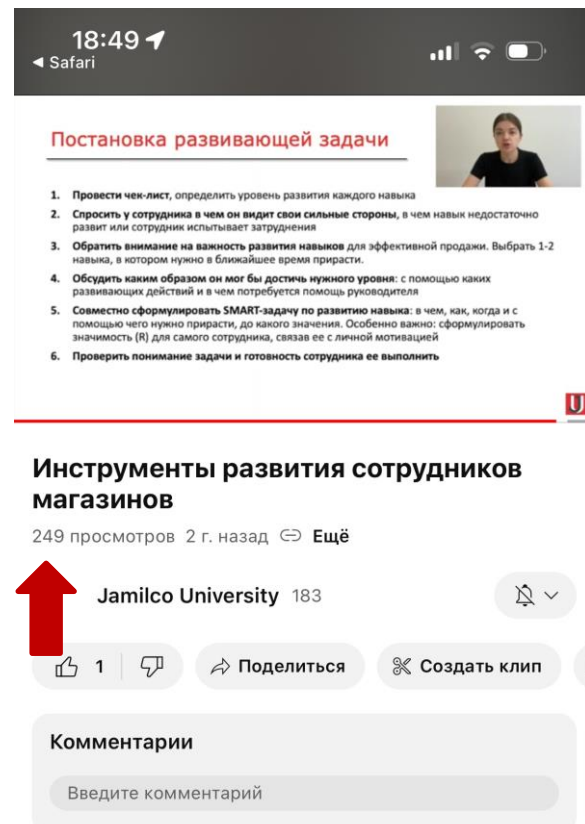 18:49
◀ Safari
Постановка развивающей задачи
1. Провести чек-лист, определить уровень развития каждого навыка
2. Спросить у сотрудника в чем он видит свои сильные стороны, в чем навык недостаточно
развит или сотрудник испытывает затруднения
3. Обратить внимание на важность развития навыков для эффективной продажи. Выбрать 1-2
навыка, в котором нужно в ближайшее время прирасти.
4. Обсудить каким образом он мог бы достичь нужного уровня: с помощью каких
развивающих действий и в чем потребуется помощь руководителя
5. Совместно сформулировать SMART-задачу по развитию навыка: в чем, как, когда и с
помощью чего нужно прирасти, до какого значения. Особенно важно: сформулировать
значимость (R) для самого сотрудника, связав ее с личной мотивацией
6. Проверить понимание задачи и готовность сотрудника ее выполнить
U
Инструменты развития сотрудников
магазинов
249 просмотров 2 г. назад Ещё
Jamilco University 183
1 Поделиться Создать клип
Комментарии
Введите комментарий